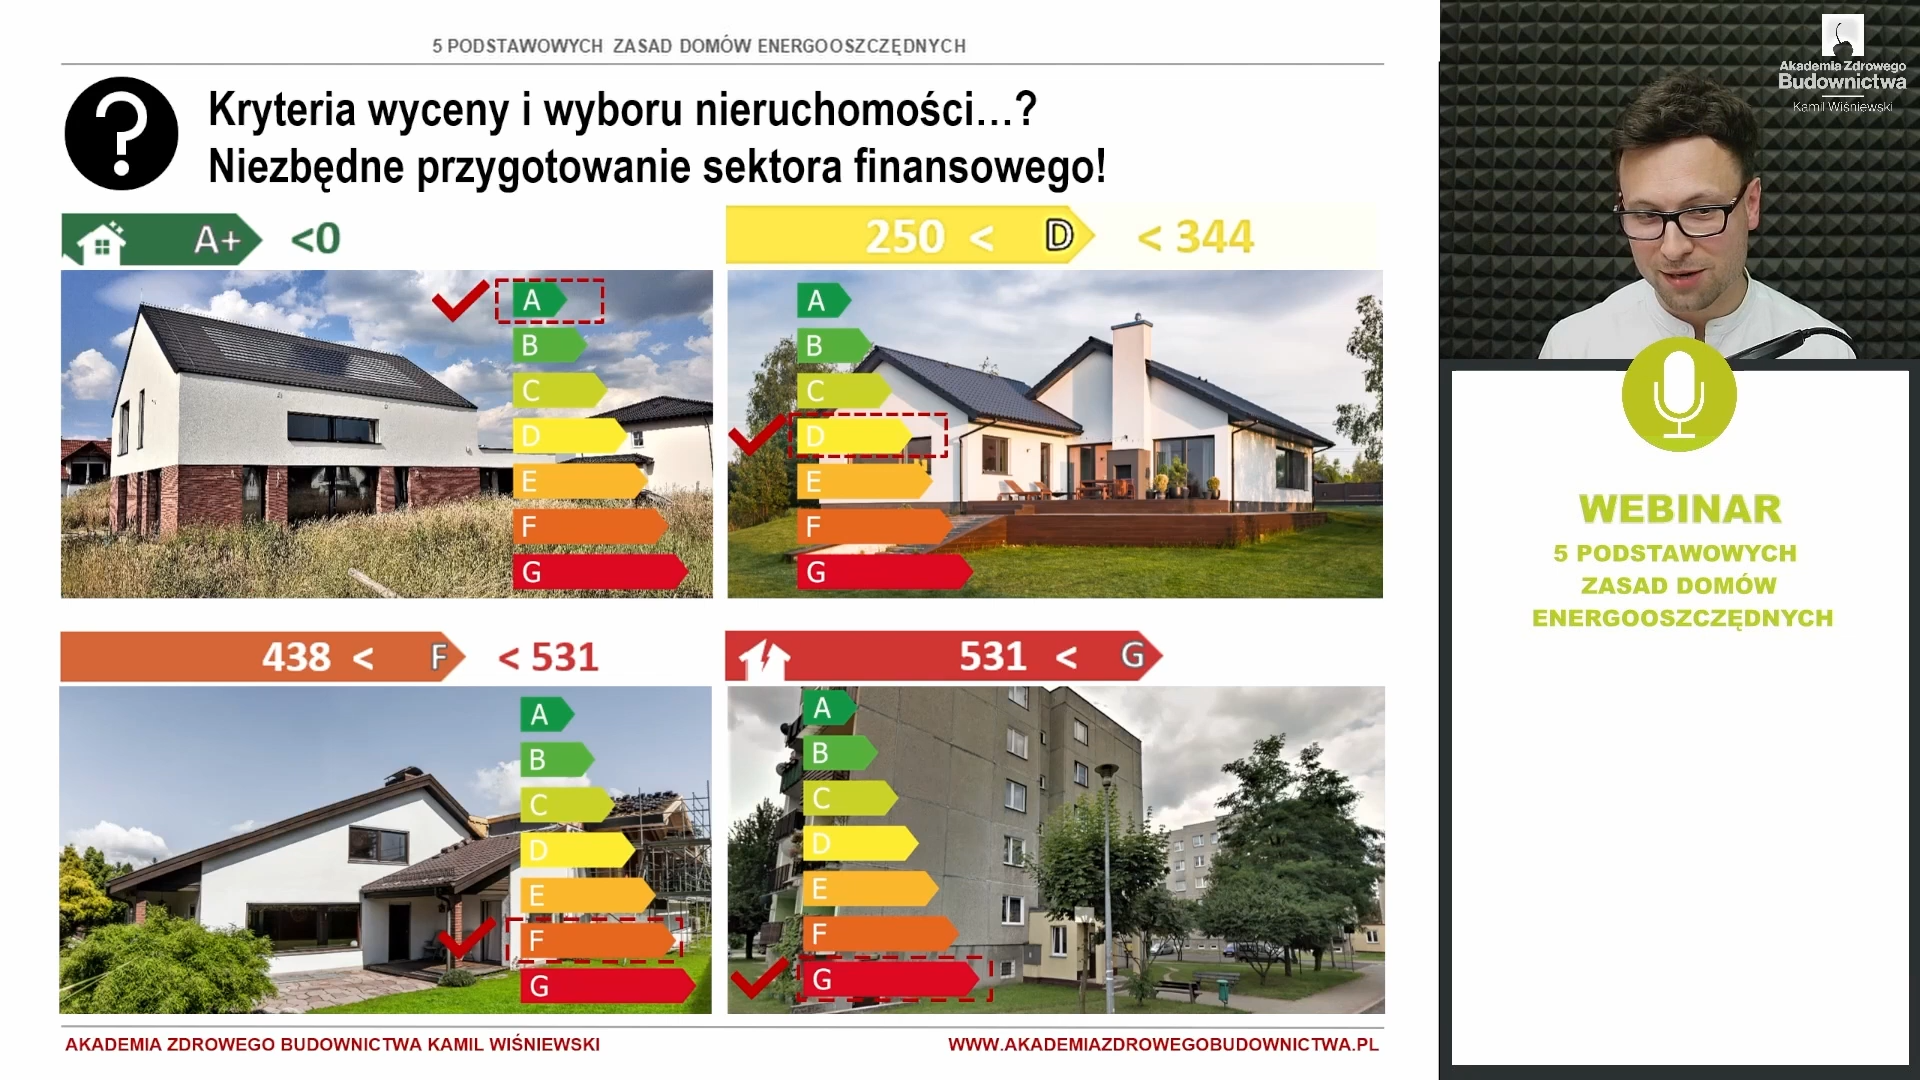 5 PODSTAWOWYCH ZASAD DOMÓW ENERGOOSZCZĘDNYCH
Kryteria wyceny i wyboru nieruchomości...?
Niezbędne przygotowanie sektora finansowego!
A+ <0
250 < D < 344
A
B
C
D
E
F
G
A
B
C
D
E
F
G
438 < F < 531
531 < G
A
B
C
D
E
F
G
A
B
C
D
E
F
G
AKADEMIA ZDROWEGO BUDOWNICTWA KAMIL WIŚNIEWSKI
WWW.AKADEMIAZDROWEGOBUDOWNICTWA.PL
Akademia Zdrowego
Budownictwa
Kamil Wiśniewski
WEBINAR
5 PODSTAWOWYCH
ZASAD DOMÓW
ENERGOOSZCZĘDNYCH